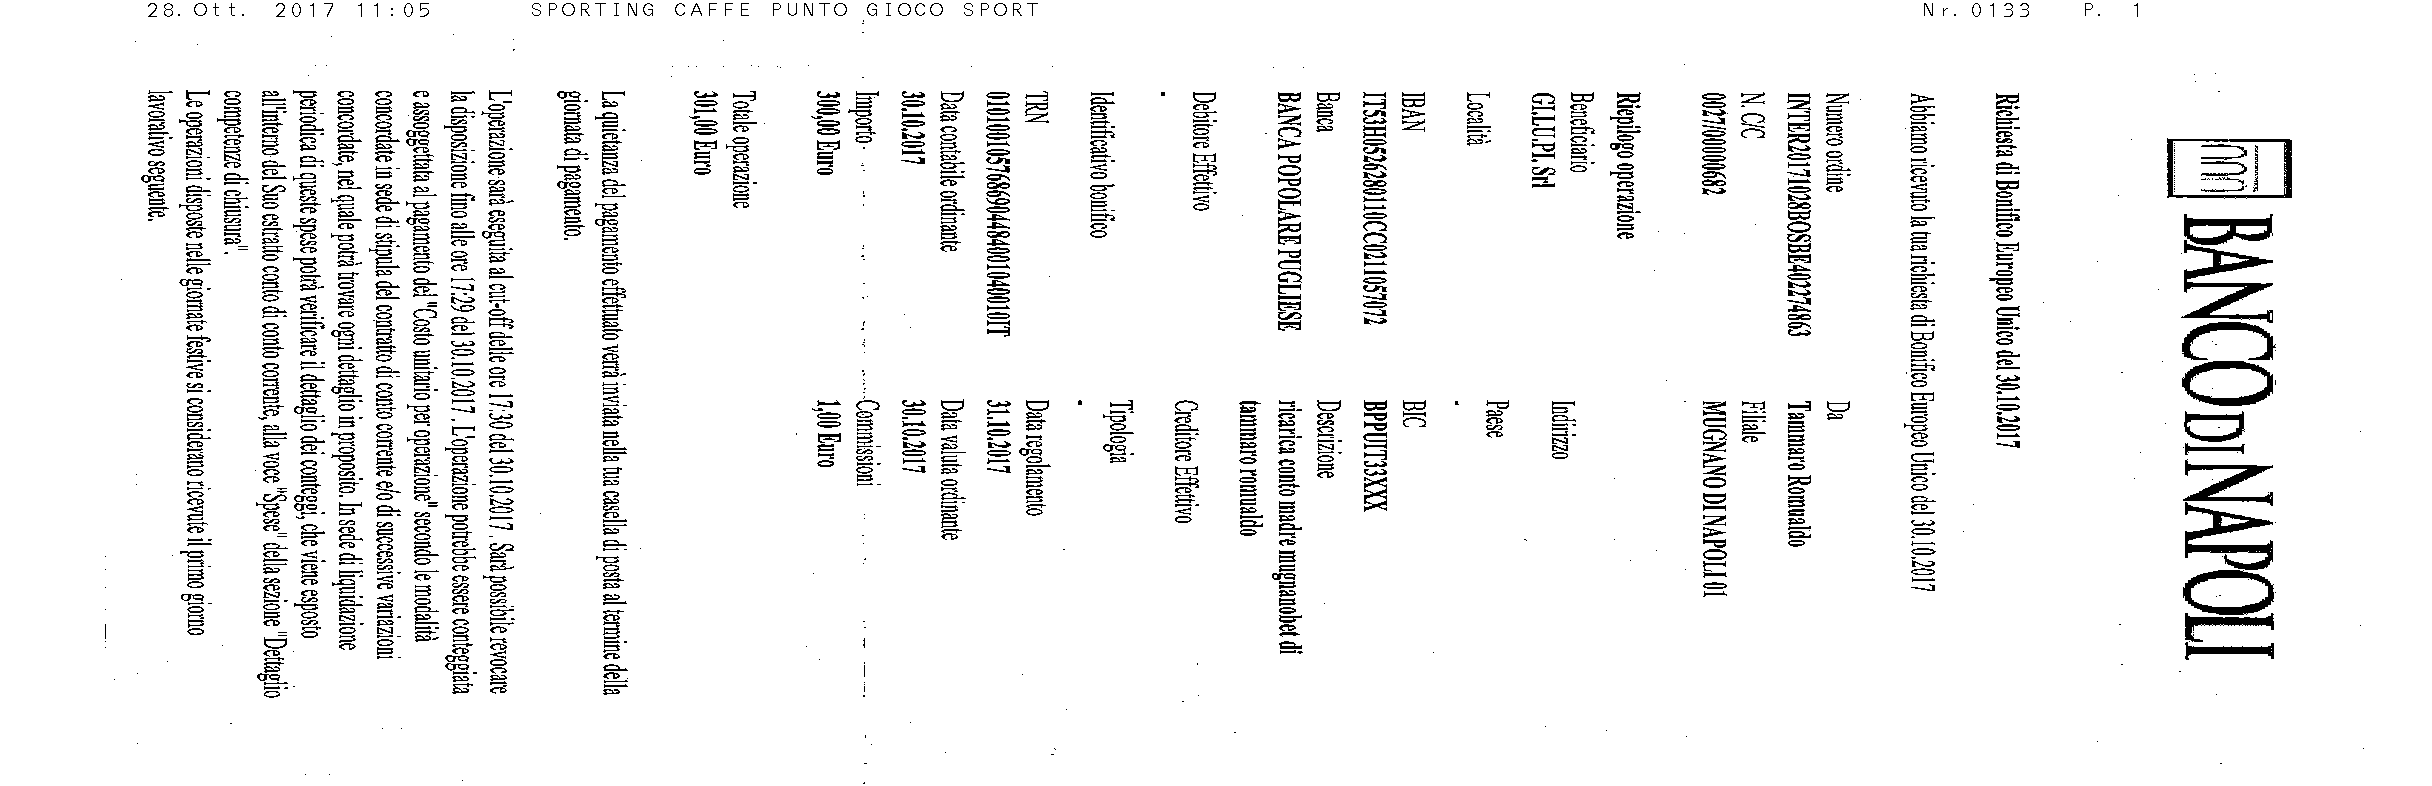 28.Ott. 2017 11:05 SPORTING CAFFE PUNTO GIOCO SPORT Nr.0133 P. 1
BANCO DI NAPOLI
Richiesta di Bonifico Europeo Unico del 30.10.2017
Abbiamo ricevuto la tua richiesta di Bonifico Europeo Unico del 30.10.2017
Numero ordine Da
INTER20171028BOSBE402274863 Tammaro Romualdo
N. C/C Filiale
0027/00000682 MUGNANO DI NAPOLI 01
Riepilogo operazione
Beneficiario Indirizzo
GI.LUPI.Srl
Località Paese
IBAN BIC
IT53H0526280110CC0211057072 BPPUIT33XXX
Banca Descrizione
BANCA POPOLARE PUGLIESE ricarica conto madre mugnanobet di
tammaro romualdo
Debitore Effettivo Creditore Effettivo
Identificativo bonifico Tipologia
TRN Data regolamento
0101001057686904484001040010IT 31.10.2017
Data contabile ordinante Data valuta ordinante
30.10.2017 30.10.2017
Importo Commissioni
300,00 Euro 1,00 Euro
Totale operazione
301,00 Euro
La quietanza del pagamento effettuato verrà inviata nella tua casella di posta al termine della
giornata di pagamento.
L'operazione sarà eseguita al cut-off delle ore 17:30 del 30.10.2017 . Sarà possibile revocare
la disposizione fino alle ore 17:29 del 30.10.2017. L'operazione potrebbe essere conteggiata
e assoggettata al pagamento del "Costo unitario per operazione" secondo le modalità
concordate in sede di stipula del contratto di conto corrente e/o di successive variazioni
concordate, nel quale potrà trovare ogni dettaglio in proposito. In sede di liquidazione
periodica di queste spese potrà verificare il dettaglio dei conteggi, che viene esposto
all'interno del Suo estratto conto di conto corrente, alla voce "Spese" della sezione "Dettaglio
competenze di chiusura".
Le operazioni disposte nelle giornate festive si considerano ricevute il primo giorno
lavorativo seguente.